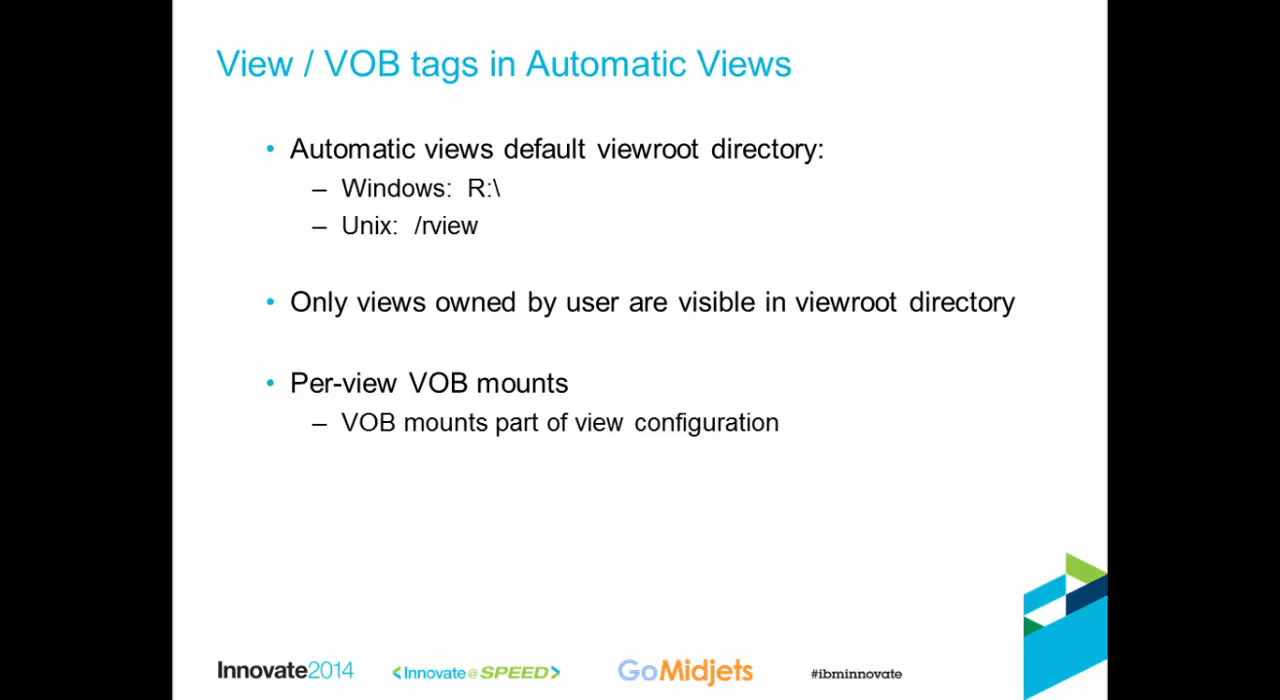 View / VOB tags in Automatic Views
• Automatic views default viewroot directory:
– Windows: R:\
– Unix: /rview
• Only views owned by user are visible in viewroot directory
• Per-view VOB mounts
– VOB mounts part of view configuration
Innovate2014 <Innovate@SPEED> GoMidjets #ibminnovate